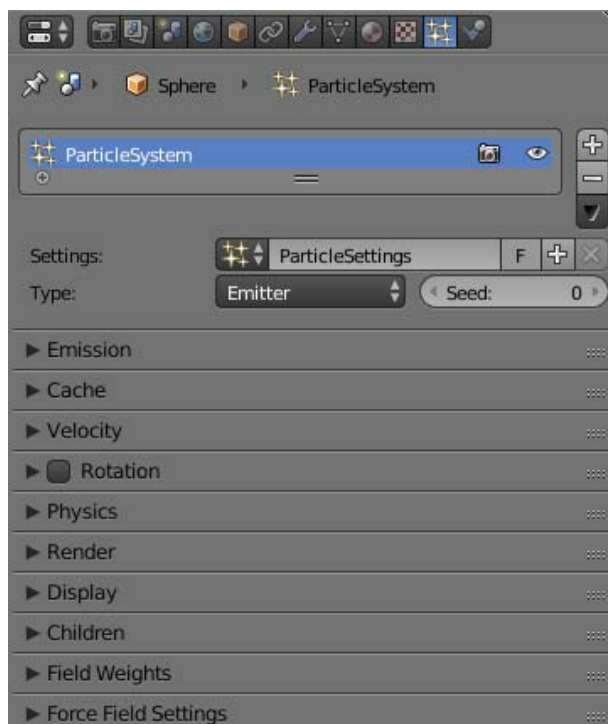 Sphere ParticleSystem
ParticleSystem
Settings: ParticleSettings F
Type: Emitter Seed: 0
Emission
Cache
Velocity
Rotation
Physics
Render
Display
Children
Field Weights
Force Field Settings